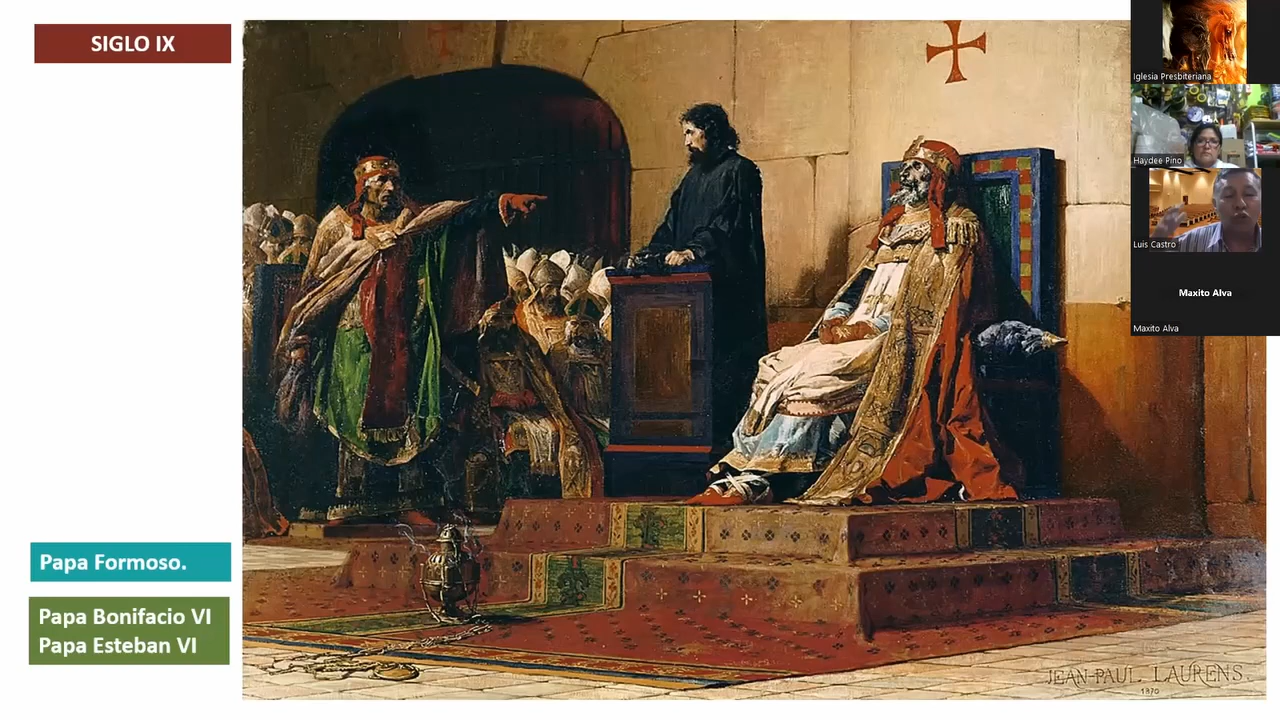 SIGLO IX
Papa Formoso.
Papa Bonifacio VI
Papa Esteban VI
JEAN-PAUL LAURENS.
1870
Iglesia Presbiteriana
Haydee Pino
Luis Castro
Maxito Alva
Maxito Alva